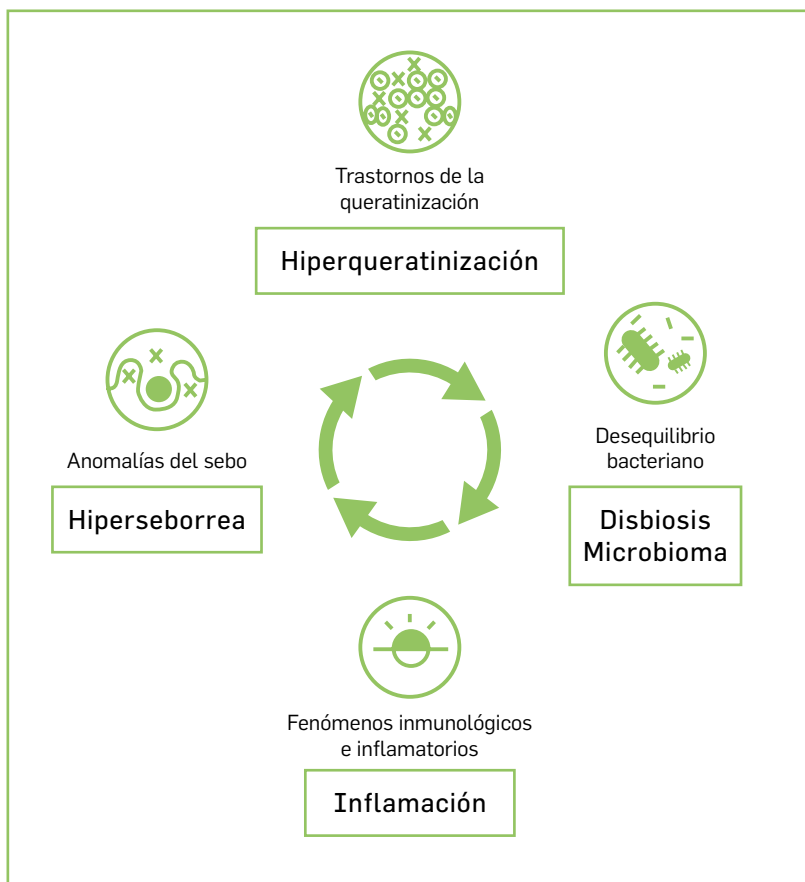 Trastornos de la
queratinización
Hiperqueratinización
Anomalías del sebo
Hiperseborrea
Desequilibrio
bacteriano
Disbiosis
Microbioma
Fenómenos inmunológicos
e inflamatorios
Inflamación